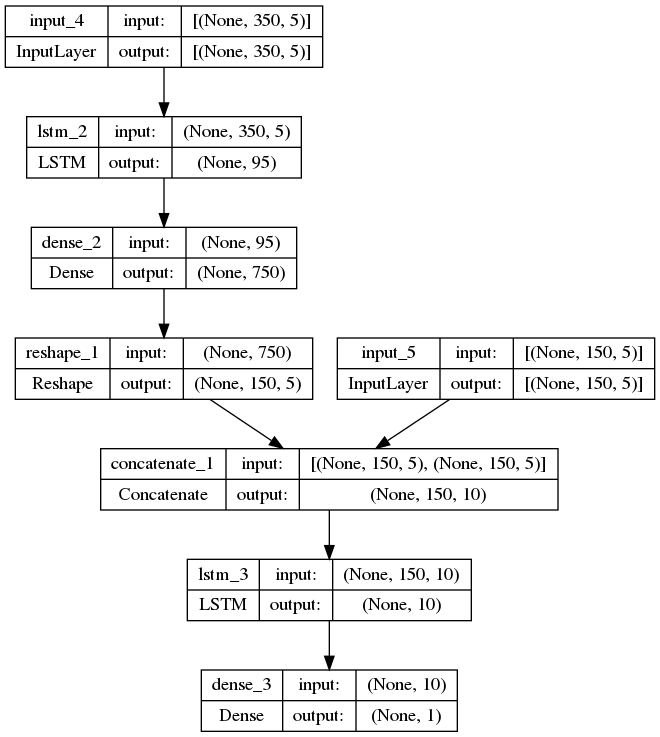 input_4 input: [(None, 350, 5)]
InputLayer output: [(None, 350, 5)]
lstm_2 input: (None, 350, 5)
LSTM output: (None, 95)
dense_2 input: (None, 95)
Dense output: (None, 750)
reshape_1 input: (None, 750)
Reshape output: (None, 150, 5)
input_5 input: [(None, 150, 5)]
InputLayer output: [(None, 150, 5)]
concatenate_1 input: [(None, 150, 5), (None, 150, 5)]
Concatenate output: (None, 150, 10)
lstm_3 input: (None, 150, 10)
LSTM output: (None, 10)
dense_3 input: (None, 10)
Dense output: (None, 1)